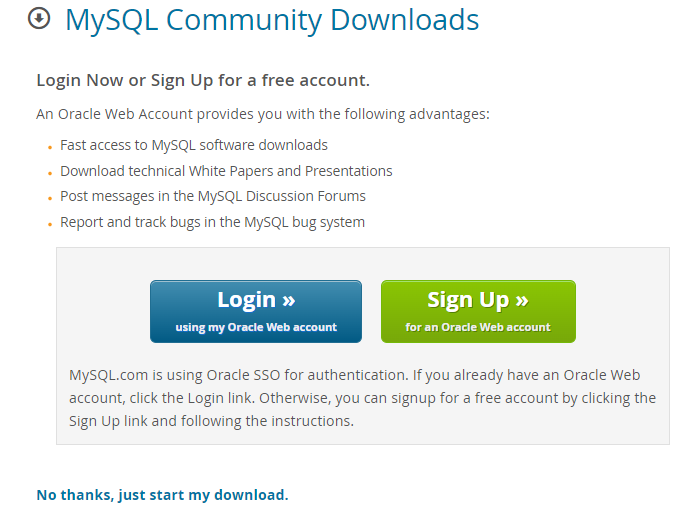 MySQL Community Downloads
Login Now or Sign Up for a free account.
An Oracle Web Account provides you with the following advantages:
Fast access to MySQL software downloads
Download technical White Papers and Presentations
Post messages in the MySQL Discussion Forums
Report and track bugs in the MySQL bug system
Login »
using my Oracle Web account
Sign Up »
for an Oracle Web account
MySQL.com is using Oracle SSO for authentication. If you already have an Oracle Web
account, click the Login link. Otherwise, you can signup for a free account by clicking the
Sign Up link and following the instructions.
No thanks, just start my download.